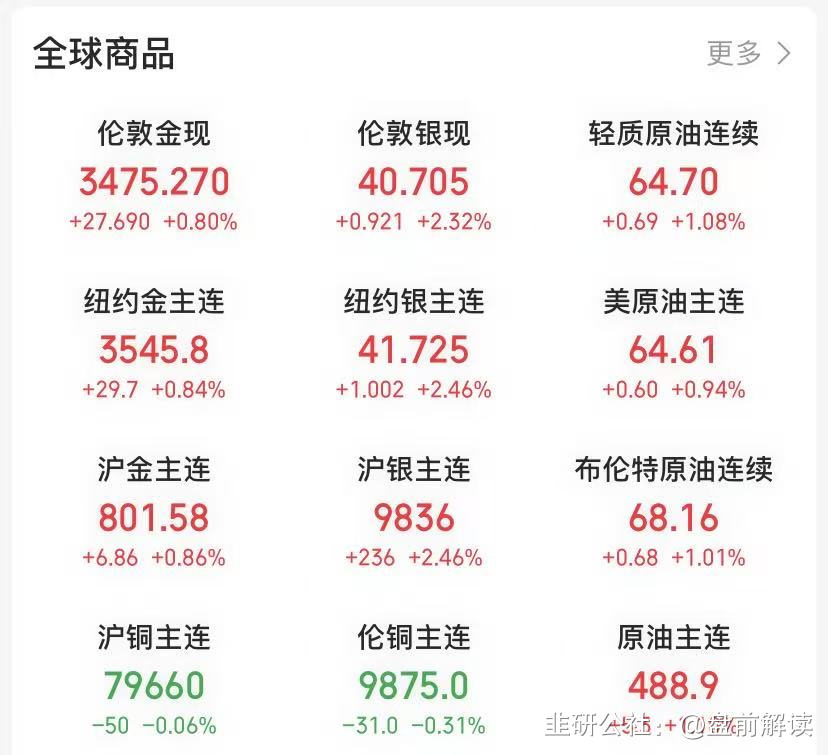 全球商品 更多
伦敦金现 伦敦银现 轻质原油连续
3475.270 40.705 64.70
+27.690 +0.80% +0.921 +2.32% +0.69 +1.08%
纽约金主连 纽约银主连 美原油主连
3545.8 41.725 64.61
+29.7 +0.84% +1.002 +2.46% +0.60 +0.94%
沪金主连 沪银主连 布伦特原油连续
801.58 9836 68.16
+6.86 +0.86% +236 +2.46% +0.68 +1.01%
沪铜主连 伦铜主连 原油主连
79660 9875.0 488.9
-50 -0.06% -31.0 -0.31%
韭研公社：@盘前解读